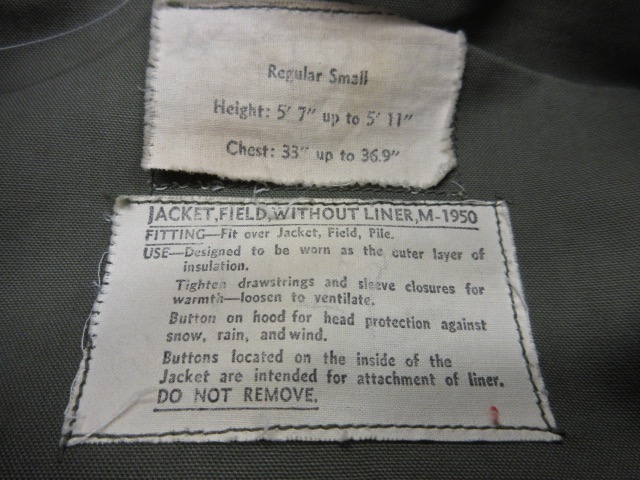 Regular Small
Height: 5' 7" up to 5' 11"
Chest: 33" up to 36.9"
JACKET, FIELD, WITHOUT LINER, M-1950
FITTING—Fit over Jacket, Field, Pile.
USE—Designed to be worn as the outer layer of
insulation.
Tighten drawstrings and sleeve closures for
warmth—loosen to ventilate.
Button on hood for head protection against
snow, rain, and wind.
Buttons located on the inside of the
Jacket are intended for attachment of liner.
DO NOT REMOVE.